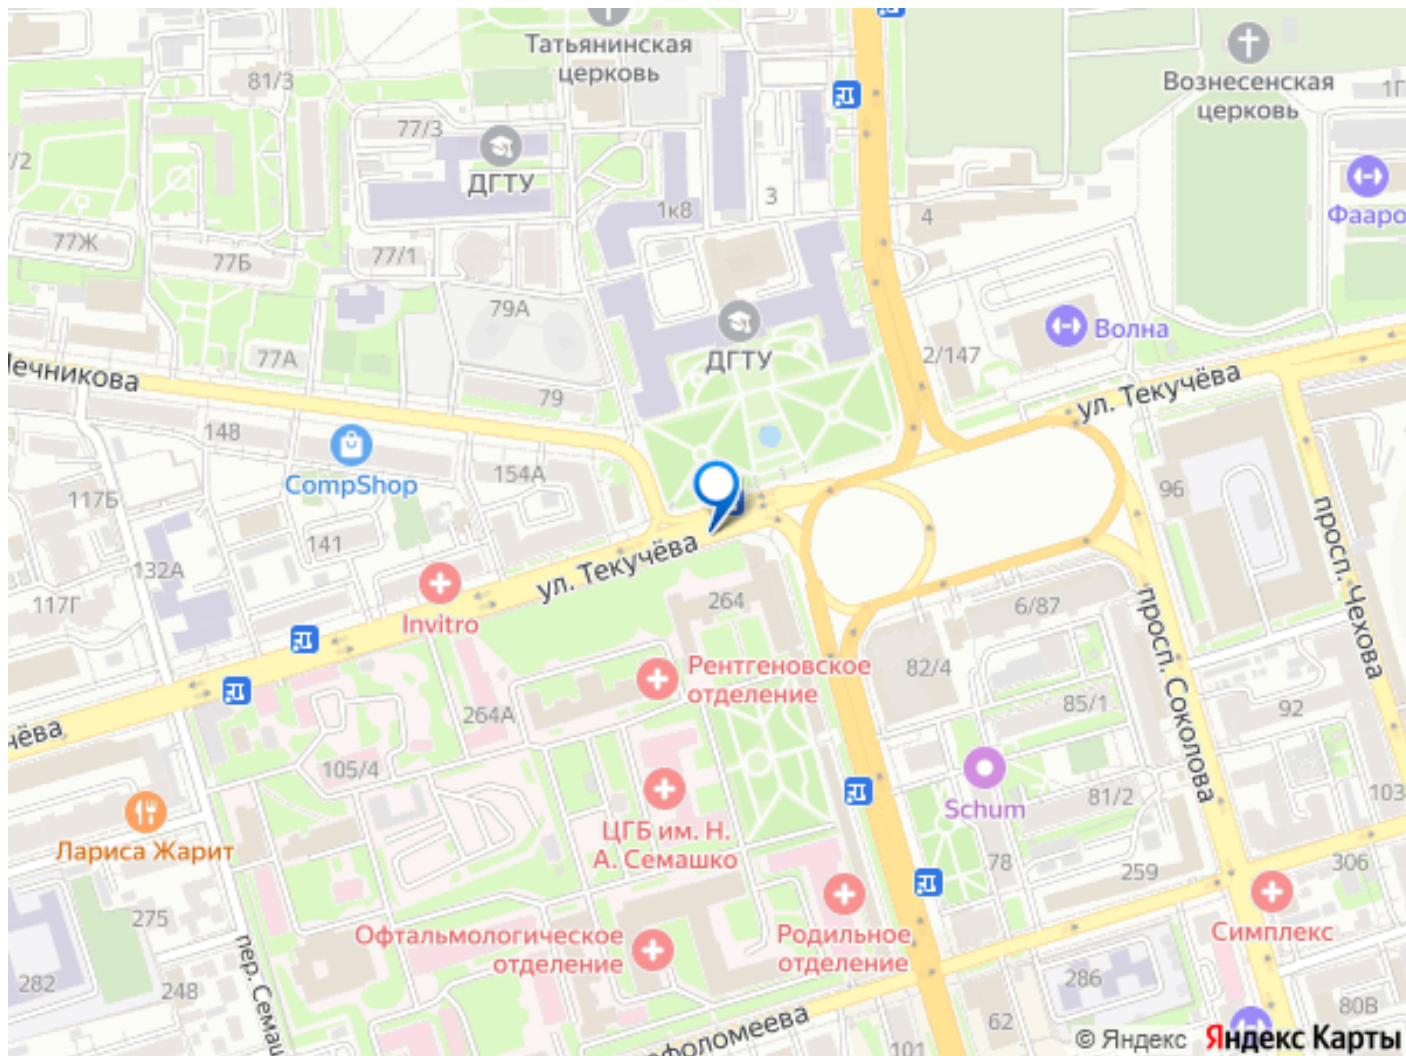 Татьянинская
церковь
81/3
Вознесенская
церковь
1Г
77/3
/2
ДГТУ
Фааро
3
1к8
4
77Ж
77Б
77/1
79А
Волна
ДГТУ
2/147
77А
ечникова
79
ул. Текучёва
148
154А
CompShop
117Б
96
просп. Чехова
141
132А
ул. Текучёва
117Г
Invitro
264
6/87
просп. Соколова
Рентгеновское
отделение
82/4
85/1
92
264А
чёва
105/4
Schum
81/2
103
ЦГБ им. Н.
А. Семашко
Лариса Жарит
78
259
306
275
Офтальмологическое
отделение
Родильное
отделение
Симплекс
282
248
пер. Семаш
286
80В
62
101
фоломеева
© Яндекс Яндекс Карты